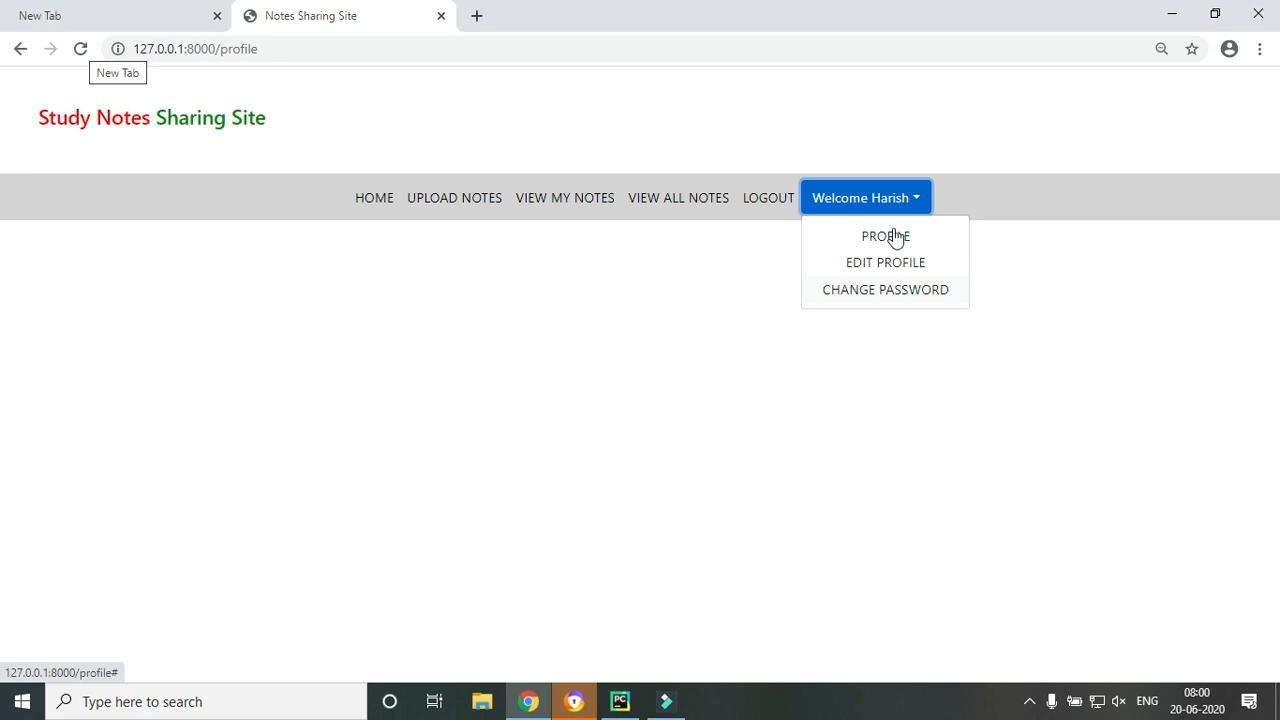 New Tab
Notes Sharing Site
127.0.0.1:8000/profile
New Tab
Study Notes Sharing Site
HOME UPLOAD NOTES VIEW MY NOTES VIEW ALL NOTES LOGOUT Welcome Harish
PROFILE
EDIT PROFILE
CHANGE PASSWORD
127.0.0.1:8000/profile#
Type here to search
PC
ENG
08:00
20-06-2020